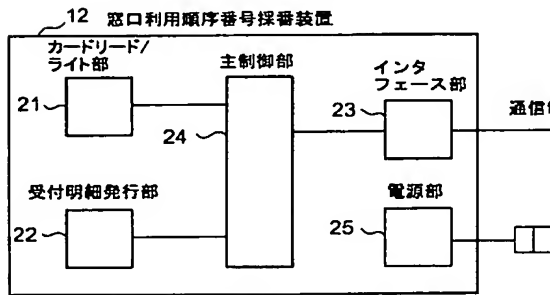 12 窓口利用順序番号採番装置
カードリード/
ライト部
21
主制御部
24
インタ
フェース部
23
通信
受付明細発行部
22
電源部
25